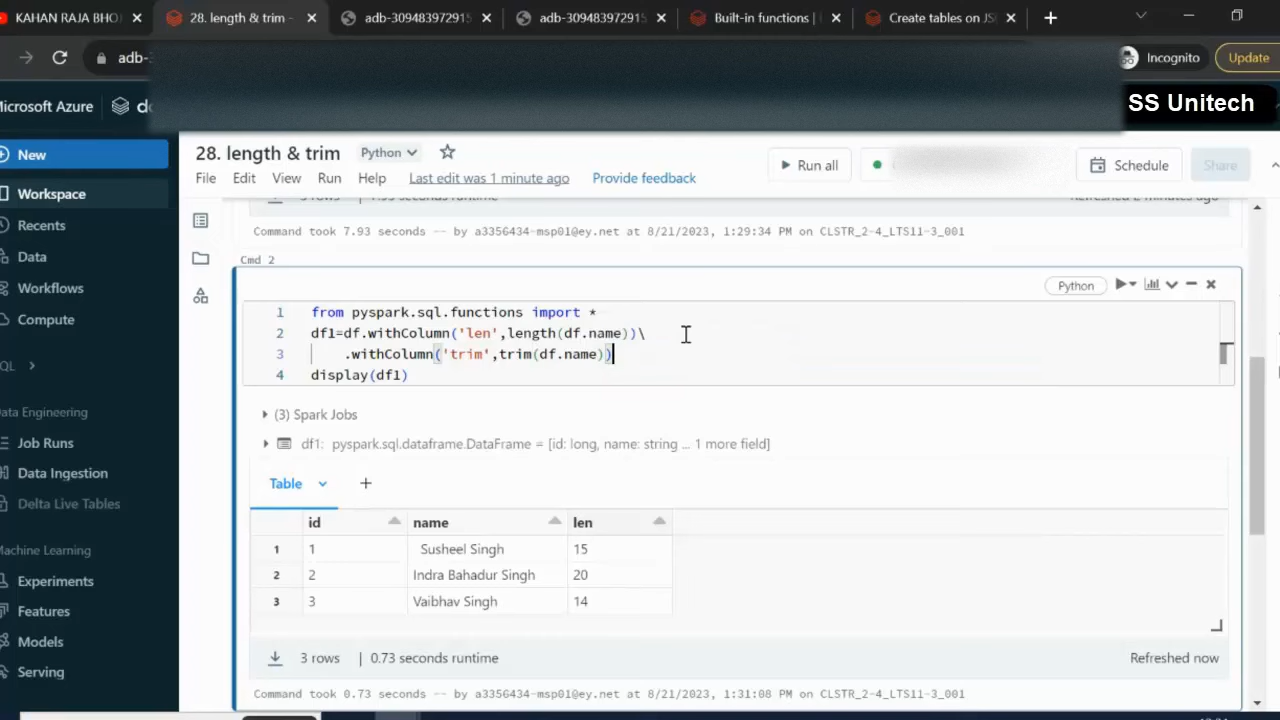 KAHAN RAJA BHOJ
28. length & trim -
adb-309483972915
adb-309483972915
Built-in functions |
Create tables on JSO
adb-
Incognito
Update
Microsoft Azure
SS Unitech
New
28. length & trim
Python
Run all
Schedule
Share
File
Edit
View
Run
Help
Last edit was 1 minute ago
Provide feedback
Workspace
Recents
Data
Workflows
Compute
QL
Data Engineering
Job Runs
Data Ingestion
Delta Live Tables
Machine Learning
Experiments
Features
Models
Serving
Command took 7.93 seconds -- by a3356434-msp01@ey.net at 8/21/2023, 1:29:34 PM on CLSTR_2-4_LTS11-3_001
Cmd 2
Python
1 from pyspark.sql.functions import *
2 df1=df.withColumn('len',length(df.name))\
3 .withColumn('trim',trim(df.name))
4 display(df1)
(3) Spark Jobs
df1: pyspark.sql.dataframe.DataFrame = [id: long, name: string ... 1 more field]
Table
id name len
1 1 Susheel Singh 15
2 2 Indra Bahadur Singh 20
3 3 Vaibhav Singh 14
3 rows | 0.73 seconds runtime
Refreshed now
Command took 0.73 seconds -- by a3356434-msp01@ey.net at 8/21/2023, 1:31:08 PM on CLSTR_2-4_LTS11-3_001